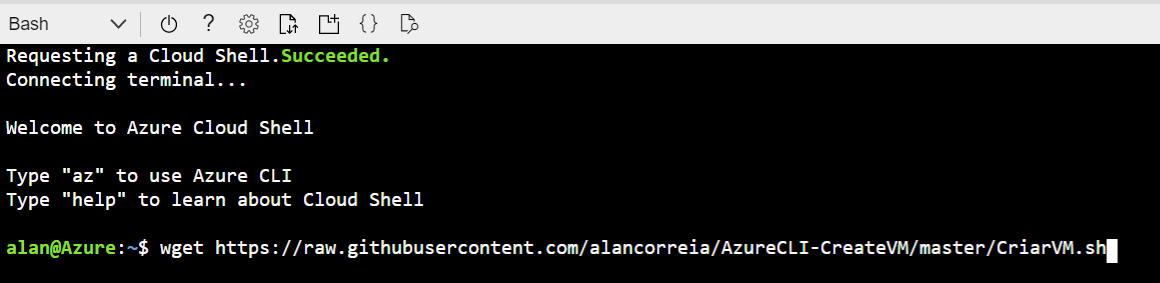 Bash
?
{}
Requesting a Cloud Shell.Succeeded.
Connecting terminal...
Welcome to Azure Cloud Shell
Type "az" to use Azure CLI
Type "help" to learn about Cloud Shell
alan@Azure:~$ wget https://raw.githubusercontent.com/alancorreia/AzureCLI-CreateVM/master/CriarVM.sh